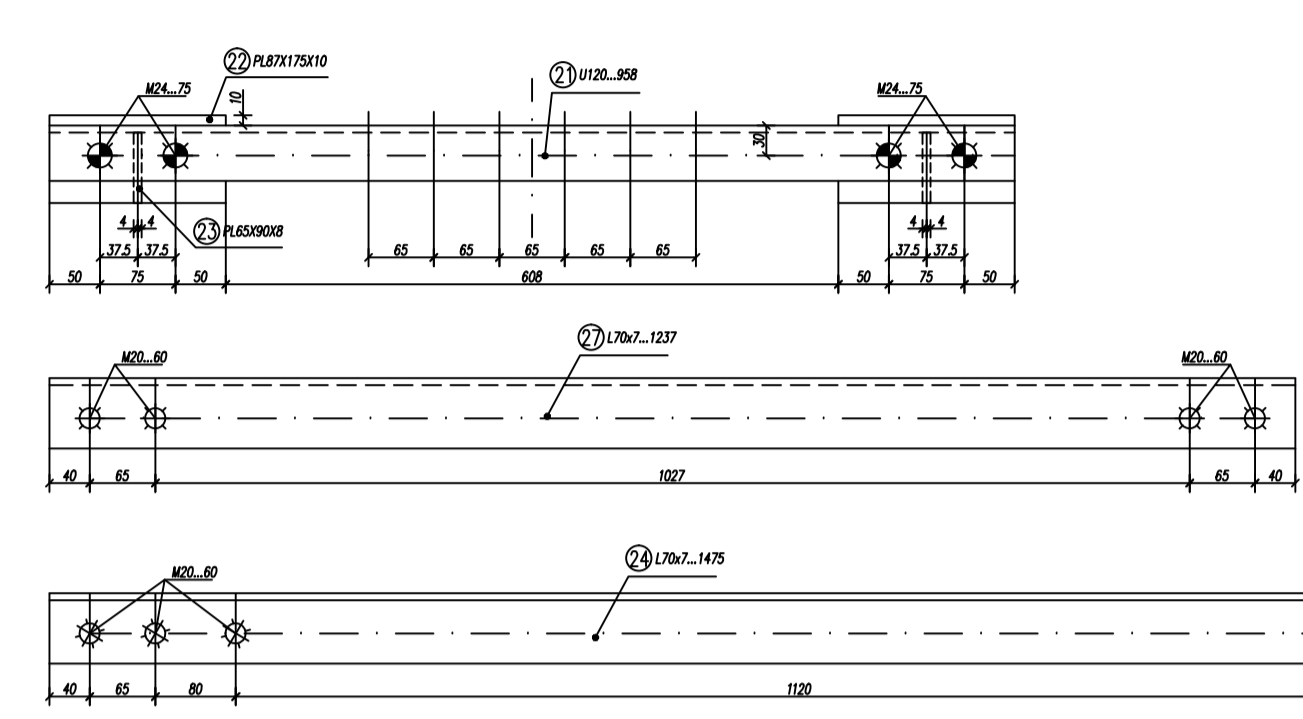 22 PL87X175X10
21 U120...958
M24...75
M24...75
10
30
4 4
23 PL65X90X8
4 4
37.5 37.5
65 65 65 65 65
37.5 37.5
50 75 50 608 50 75 50
27 L70x7...1237
M20...60
M20...60
40 65 1027 65 40
24 L70x7...1475
M20...60
40 65 80 1120